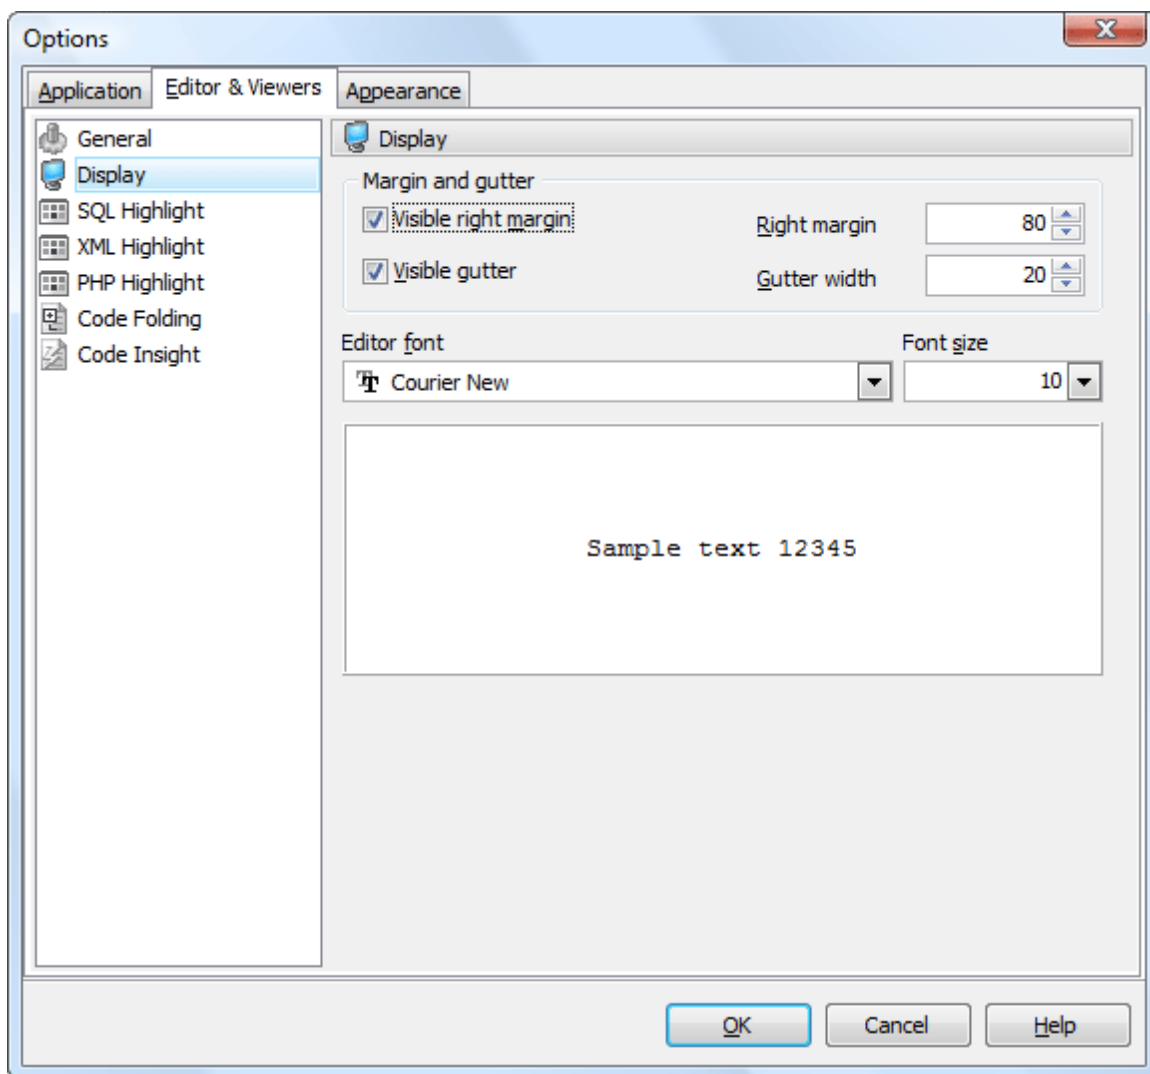 Options
Application Editor & Viewers Appearance
General
Display
SQL Highlight
XML Highlight
PHP Highlight
Code Folding
Code Insight
Display
Margin and gutter
Visible right margin Right margin 80
Visible gutter Gutter width 20
Editor font Font size
Courier New 10
Sample text 12345
OK Cancel Help